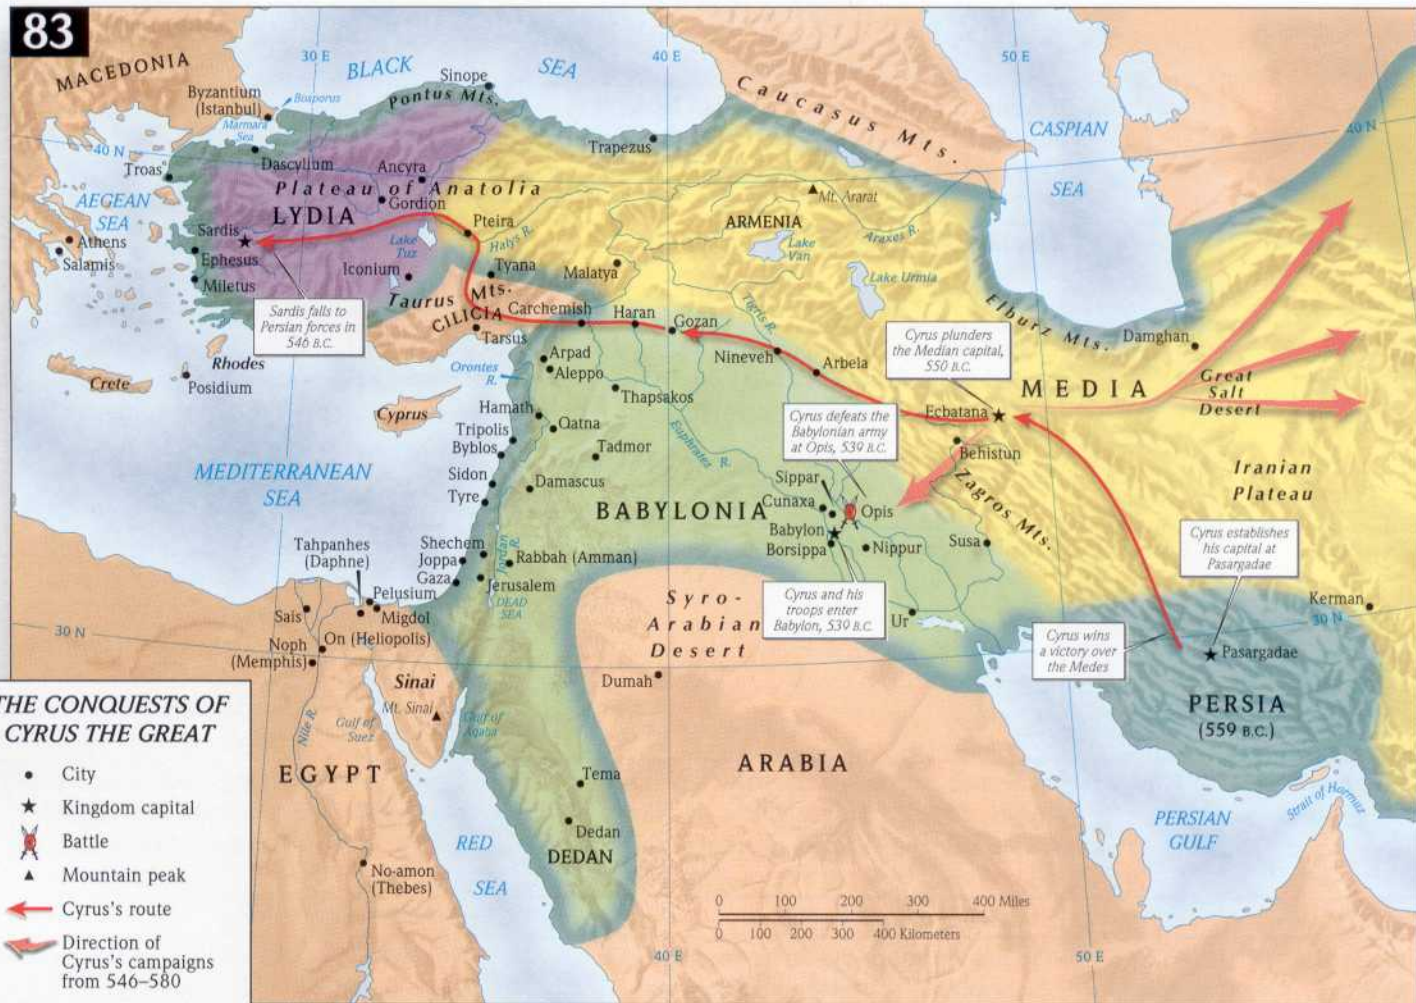 83
MACEDONIA
30 E
BLACK
SEA
40 E
50 E
Byzantium
(Istanbul)
Bosporus
Sinope
Pontus Mts.
Caucasus Mts.
CASPIAN
SEA
40 N
Marmara
Sea
40 N
Troas
Dascylium
Ancyra
Trapezus
Plateau of Anatolia
AEGEAN
SEA
LYDIA
Gordion
Mt. Ararat
ARMENIA
Araxes R.
Sardis
Pteira
Halys R.
Lake
Van
Athens
Salamis
Ephesus
Miletus
Lake
Tuz
Iconium
Tyana
Malatya
Lake Urmia
Taurus Mts.
CILICIA
Carchemish
Haran
Gozan
Tigris R.
Elburz Mts.
Sardis falls to
Persian forces in
546 B.C.
Tarsus
Nineveh
Arbela
Cyrus plunders
the Median capital,
550 B.C.
Damghan
Rhodes
Posidium
Crete
Orontes
R.
Arpad
Aleppo
Thapsakos
MEDIA
Great
Salt
Desert
Cyprus
Hamath
Qatna
Ecbatana
Cyrus defeats the
Babylonian army
at Opis, 539 B.C.
Tripolis
Byblos
Tadmor
Euphrates R.
Behistun
MEDITERRANEAN
SEA
Sidon
Tyre
Damascus
Sippar
Cunaxa
Opis
Zagros Mts.
Iranian
Plateau
BABYLONIA
Babylon
Borsippa
Nippur
Susa
Cyrus establishes
his capital at
Pasargadae
Tahpanhes
(Daphne)
Shechem
Joppa
Gaza
Jordan
R.
Rabbah (Amman)
Jerusalem
DEAD
SEA
Pelusium
Migdol
Sais
Syro-
Arabian
Desert
Cyrus and his
troops enter
Babylon, 539 B.C.
Ur
Kerman
30 N
30 N
On (Heliopolis)
Noph
(Memphis)
Cyrus wins
a victory over
the Medes
Pasargadae
Dumah
Sinai
Mt. Sinai
PERSIA
(559 B.C.)
Nile R.
Gulf of
Suez
Gulf of
Aqaba
EGYPT
ARABIA
Tema
Dedan
DEDAN
PERSIAN
GULF
Strait of Hormuz
RED
SEA
No-amon
(Thebes)
0 100 200 300 400 Miles
0 100 200 300 400 Kilometers
40 E
50 E
THE CONQUESTS OF
CYRUS THE GREAT
City
Kingdom capital
Battle
Mountain peak
Cyrus's route
Direction of
Cyrus's campaigns
from 546–580